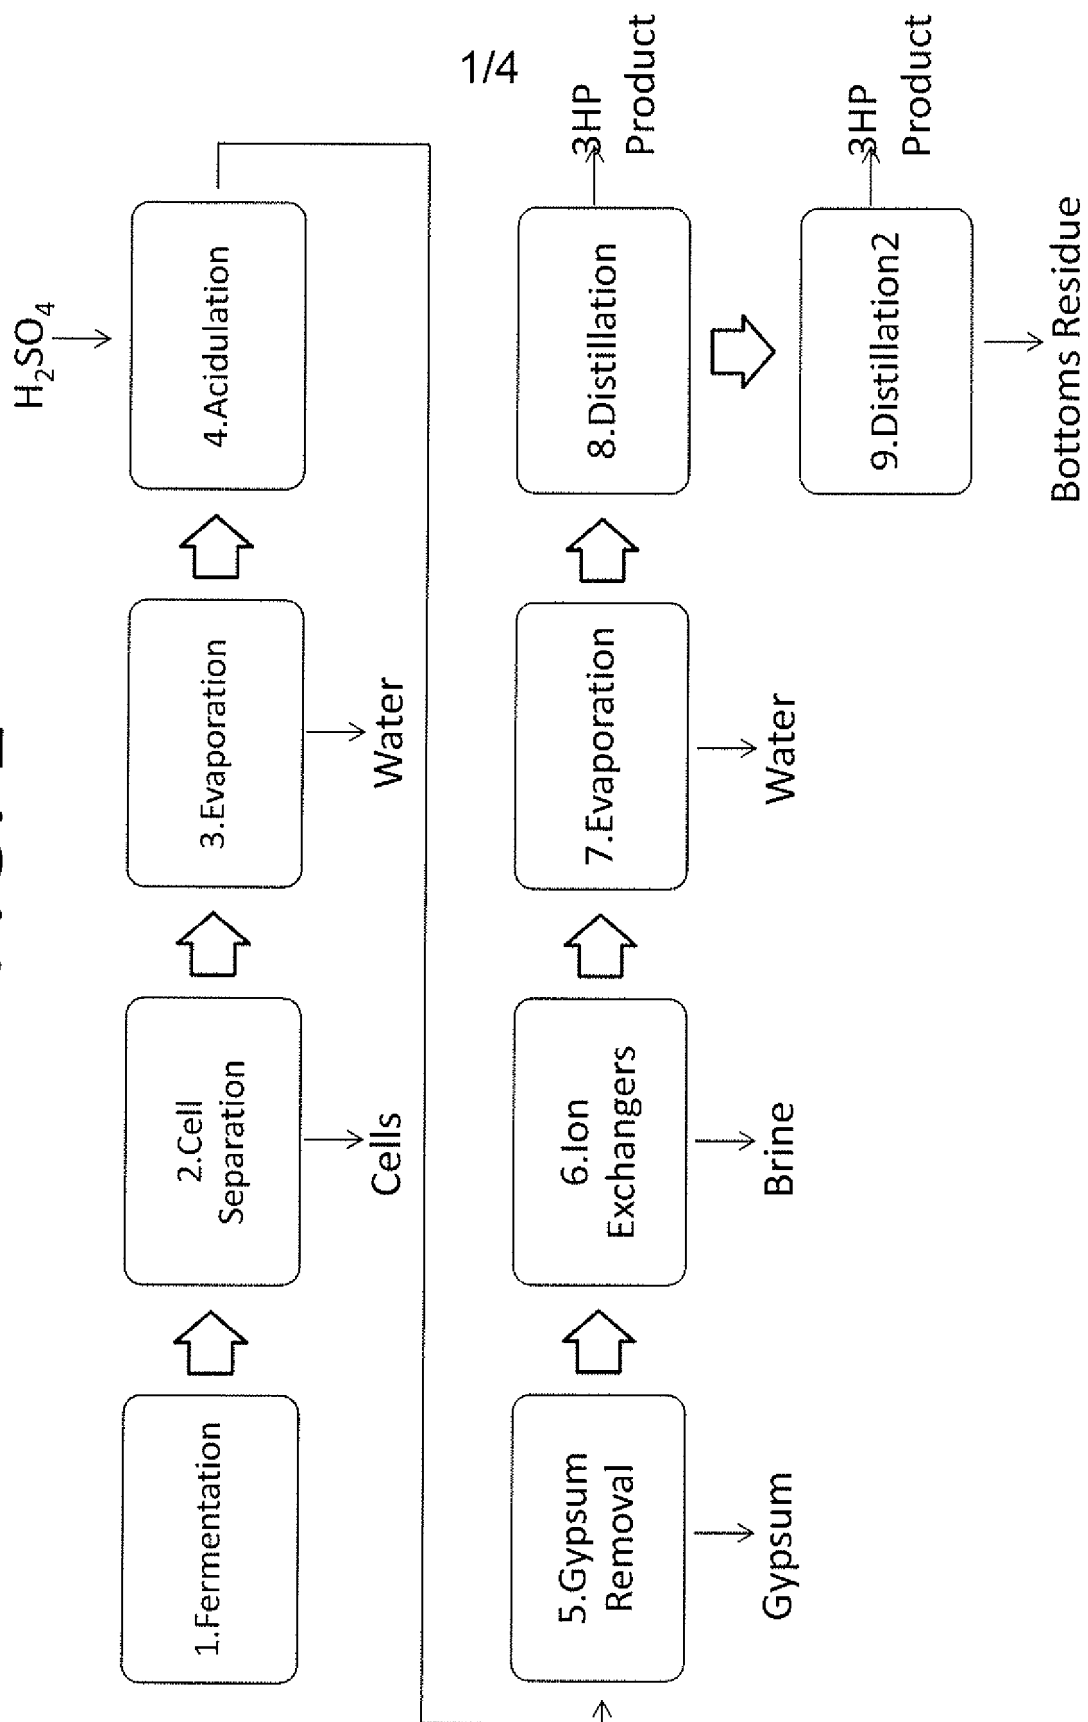 1/4
H₂SO₄
1.Fermentation
2.Cell
Separation
3.Evaporation
4.Acidulation
Cells
Water
5.Gypsum
Removal
6.Ion
Exchangers
7.Evaporation
8.Distillation
3HP
Product
Gypsum
Brine
Water
9.Distillation2
3HP
Product
Bottoms Residue